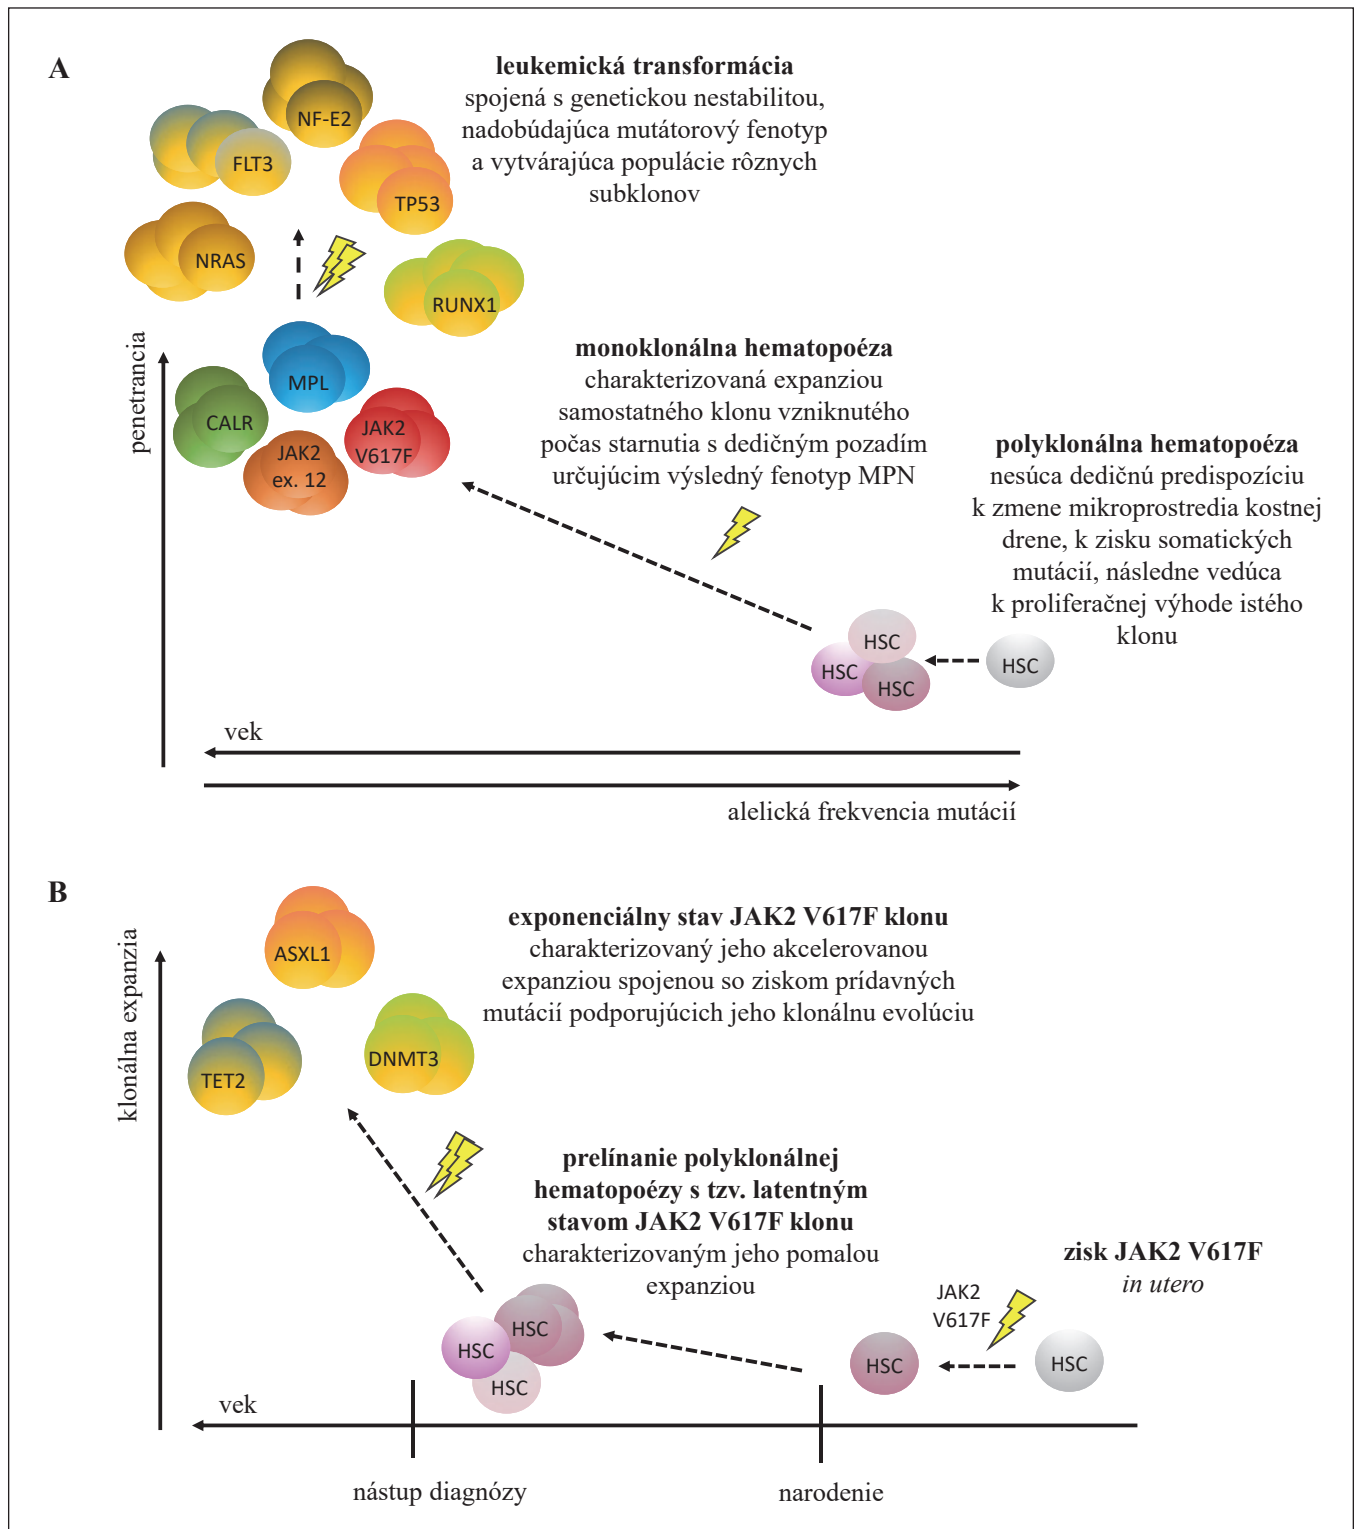 A
leukemická transformácia
spojená s genetickou nestabilitou,
nadobúdajúca mutátorový fenotyp
a vytvárajúca populácie rôznych
subklonov
NF-E2
FLT3
TP53
NRAS
RUNX1
penetrancia
MPL
CALR
JAK2
V617F
JAK2
ex. 12
monoklonálna hematopoéza
charakterizovaná expanziou
samostatného klonu vzniknutého
počas starnutia s dedičným pozadím
určujúcim výsledný fenotyp MPN
polyklonálna hematopoéza
nesúca dedičnú predispozíciu
k zmene mikroprostredia kostnej
drene, k zisku somatických
mutácií, následne vedúca
k proliferačnej výhode istého
klonu
HSC
HSC
HSC
HSC
vek
alelická frekvencia mutácií
B
klonálna expanzia
ASXL1
TET2
DNMT3
exponenciálny stav JAK2 V617F klonu
charakterizovaný jeho akcelerovanou
expanziou spojenou so ziskom prídavných
mutácií podporujúcich jeho klonálnu evolúciu
prelínanie polyklonálnej
hematopoézy s tzv. latentným
stavom JAK2 V617F klonu
charakterizovaným jeho pomalou
expanziou
zisk JAK2 V617F
in utero
JAK2
V617F
HSC
HSC
HSC
HSC
HSC
vek
nástup diagnózy
narodenie